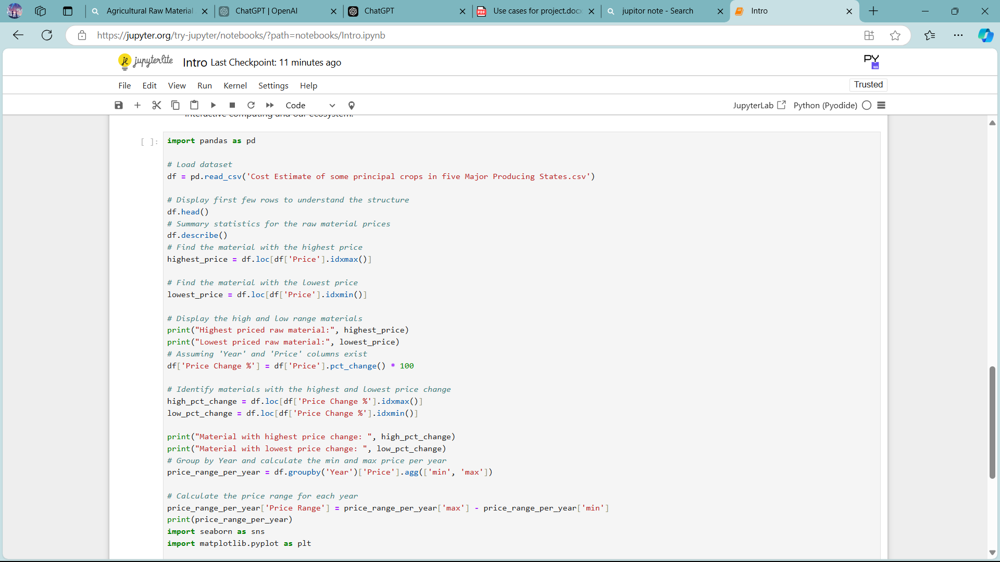 Agricultural Raw Material
ChatGPT | OpenAI
ChatGPT
Use cases for project.docx
jupitor note - Search
Intro
https://jupyter.org/try-jupyter/notebooks/?path=notebooks/Intro.ipynb
jupyterlite Intro Last Checkpoint: 11 minutes ago
PY
WA
File Edit View Run Kernel Settings Help
Trusted
Code
JupyterLab Python (Pyodide)
interactive computing and our ecosystem.
[ ]:
import pandas as pd
# Load dataset
df = pd.read_csv('Cost Estimate of some principal crops in five Major Producing States.csv')
# Display first few rows to understand the structure
df.head()
# Summary statistics for the raw material prices
df.describe()
# Find the material with the highest price
highest_price = df.loc[df['Price'].idxmax()]
# Find the material with the lowest price
lowest_price = df.loc[df['Price'].idxmin()]
# Display the high and low range materials
print("Highest priced raw material:", highest_price)
print("Lowest priced raw material:", lowest_price)
# Assuming 'Year' and 'Price' columns exist
df['Price Change %'] = df['Price'].pct_change() * 100
# Identify materials with the highest and lowest price change
high_pct_change = df.loc[df['Price Change %'].idxmax()]
low_pct_change = df.loc[df['Price Change %'].idxmin()]
print("Material with highest price change: ", high_pct_change)
print("Material with lowest price change: ", low_pct_change)
# Group by Year and calculate the min and max price per year
price_range_per_year = df.groupby('Year')['Price'].agg(['min', 'max'])
# Calculate the price range for each year
price_range_per_year['Price Range'] = price_range_per_year['max'] - price_range_per_year['min']
print(price_range_per_year)
import seaborn as sns
import matplotlib.pyplot as plt